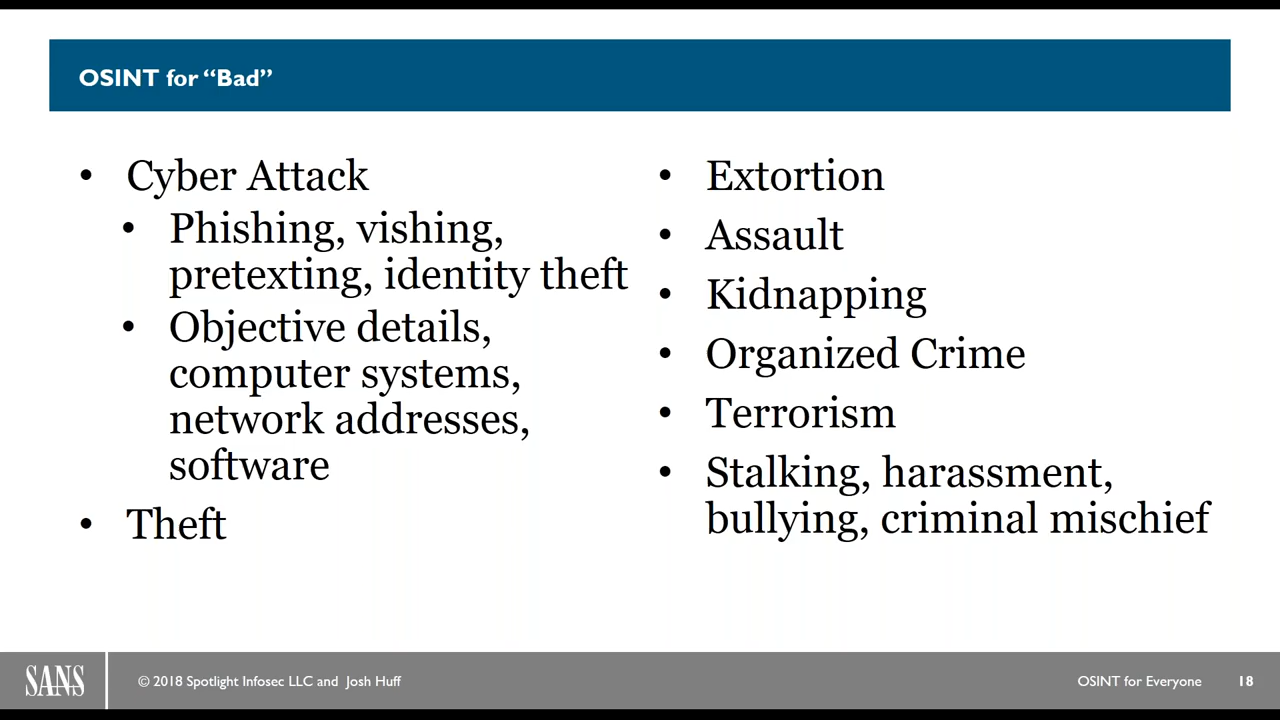 OSINT for “Bad”
• Cyber Attack
• Phishing, vishing,
pretexting, identity theft
• Objective details,
computer systems,
network addresses,
software
• Theft
• Extortion
• Assault
• Kidnapping
• Organized Crime
• Terrorism
• Stalking, harassment,
bullying, criminal mischief
SANS
© 2018 Spotlight Infosec LLC and Josh Huff
OSINT for Everyone
18